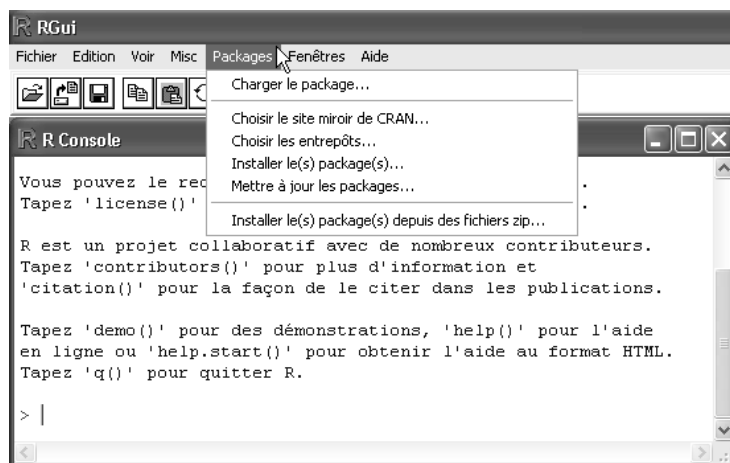 RGui
Fichier Edition Voir Misc Packages Fenêtres Aide
Charger le package...
Choisir le site miroir de CRAN...
Choisir les entrepôts...
Installer le(s) package(s)...
Mettre à jour les packages...
Installer le(s) package(s) depuis des fichiers zip...
R Console
Vous pouvez le .
Tapez 'license()' .
R est un projet collaboratif avec de nombreux contributeurs.
Tapez 'contributors()' pour plus d'information et
'citation()' pour la façon de le citer dans les publications.
Tapez 'demo()' pour des démonstrations, 'help()' pour l'aide
en ligne ou 'help.start()' pour obtenir l'aide au format HTML.
Tapez 'q()' pour quitter R.
>